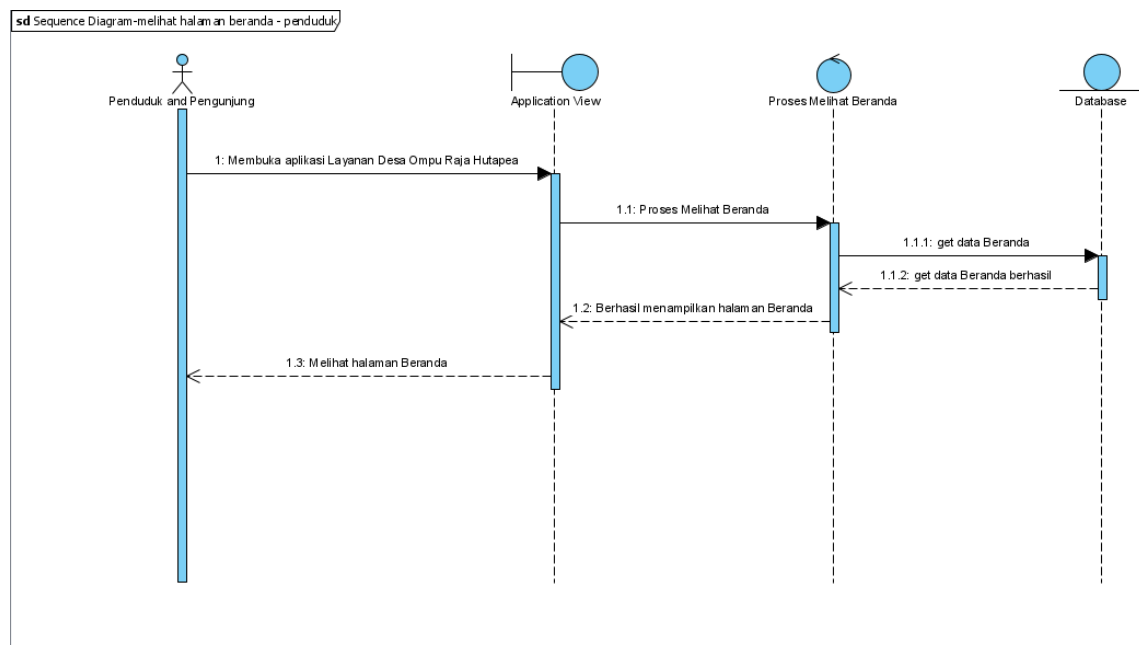 sd Sequence Diagram-melihat halaman beranda - penduduk
Penduduk and Pengunjung
Application View
Proses Melihat Beranda
Database
1: Membuka aplikasi Layanan Desa Ompu Raja Hutapea
1.1: Proses Melihat Beranda
1.1.1: get data Beranda
1.1.2: get data Beranda berhasil
1.2: Berhasil menampilkan halaman Beranda
1.3: Melihat halaman Beranda